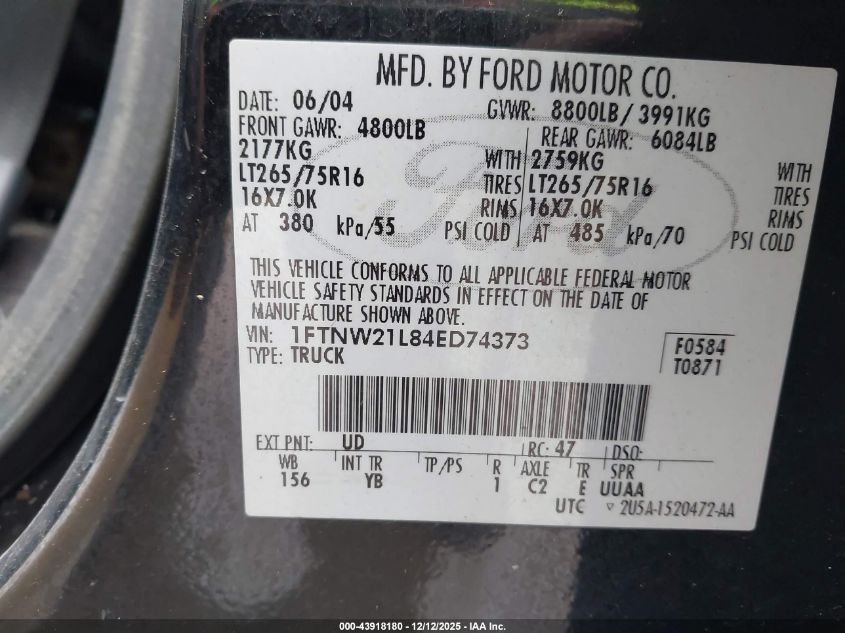 MFD. BY FORD MOTOR CO.
DATE: 06/04 GVWR: 8800LB/ 3991KG
FRONT GAWR: 4800LB REAR GAWR: 6084LB
2177KG WITH 2759KG WITH
LT265/75R16 TIRES LT265/75R16 TIRES
16X7.0K RIMS 16X7.0K RIMS
AT 380 kPa/55 PSI COLD AT 485 kPa/70 PSI COLD
Ford
THIS VEHICLE CONFORMS TO ALL APPLICABLE FEDERAL MOTOR
VEHICLE SAFETY STANDARDS IN EFFECT ON THE DATE OF
MANUFACTURE SHOWN ABOVE.
VIN: 1FTNW21L84ED74373
TYPE: TRUCK
F0584
T0871
EXT PNT: UD RC: 47 DSO:
WB INT TR TP/PS R AXLE TR SPR
156 YB 1 C2 E UUAA
UTC ▽ 2U5A-1520472-AA
000-43918180 - 12/12/2025 - IAA Inc.